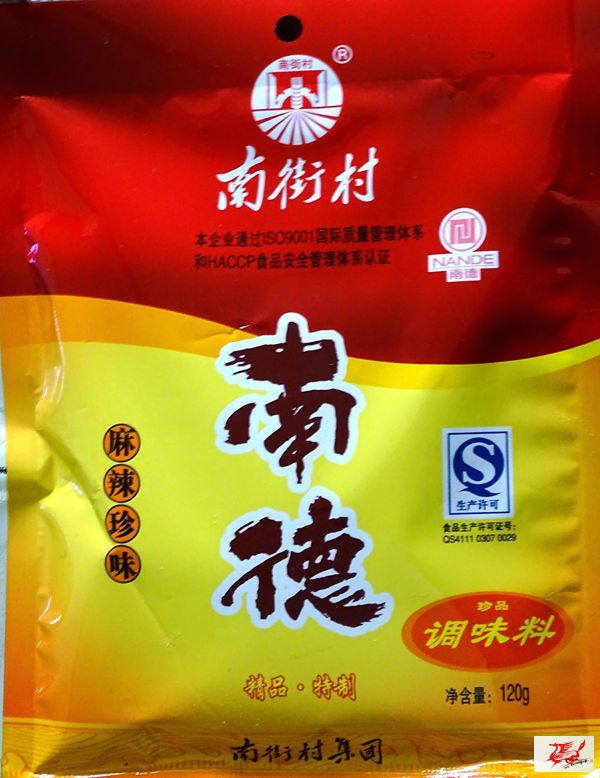 南街村
®
南街村
本企业通过ISO9001国际质量管理体系
和HACCP食品安全管理体系认证
NANDE
南德
南德
麻辣珍味
生产许可
食品生产许可证号:
QS4111 0307 0029
珍品
调味料
精品·特制
净含量: 120g
南街村集团